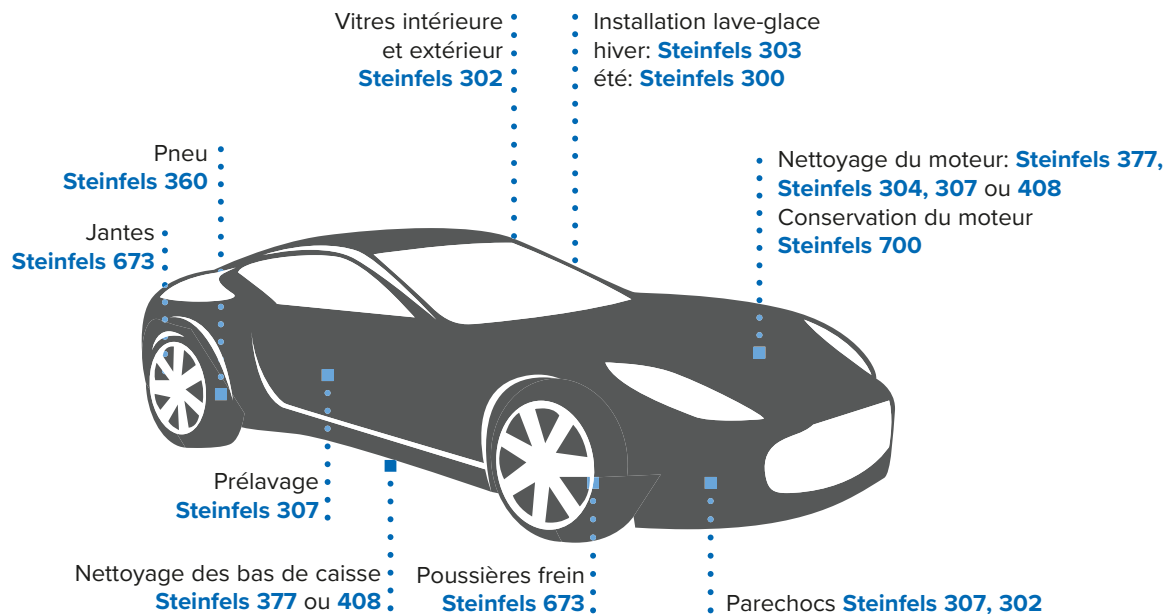 Vitres intérieure
et extérieur
Steinfels 302
Installation lave-glace
hiver: Steinfels 303
été: Steinfels 300
Pneu
Steinfels 360
Jantes
Steinfels 673
Nettoyage du moteur: Steinfels 377,
Steinfels 304, 307 ou 408
Conservation du moteur
Steinfels 700
Prélavage
Steinfels 307
Nettoyage des bas de caisse
Steinfels 377 ou 408
Poussières frein
Steinfels 673
Parechocs Steinfels 307, 302